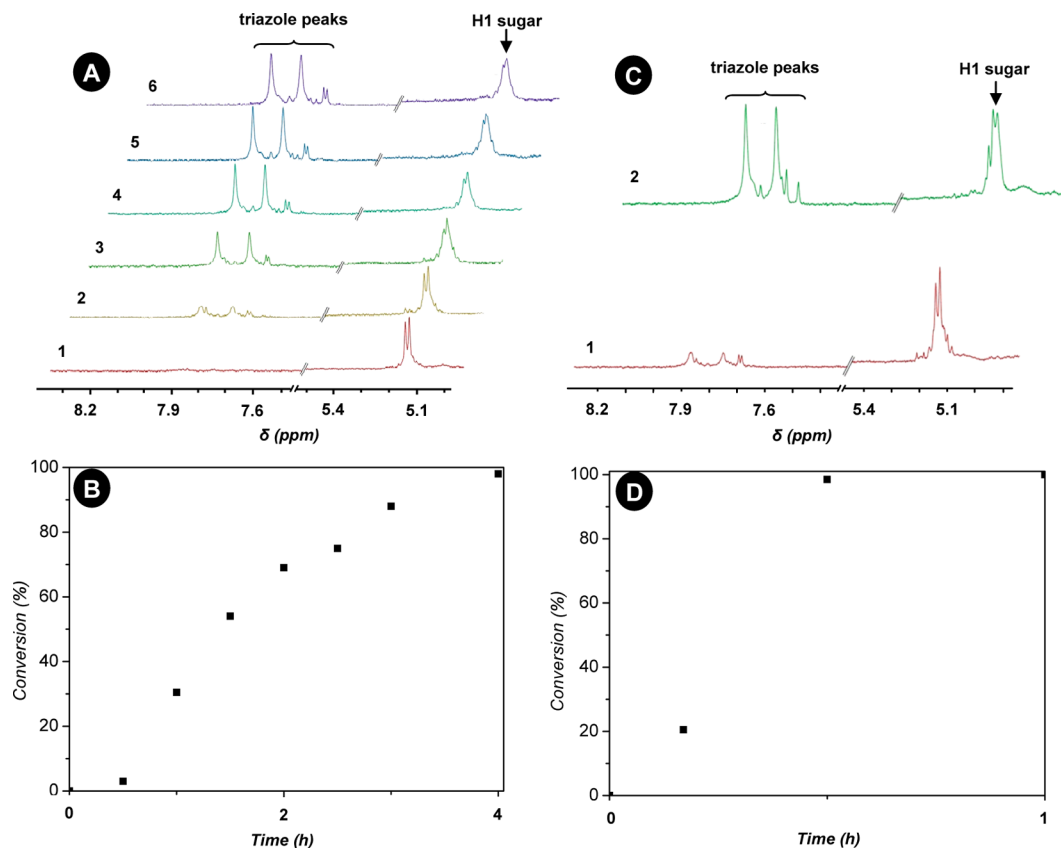 triazole peaks
H1 sugar
A
6
5
4
3
2
1
8.2 7.9 7.6 5.4 5.1
δ (ppm)
C
triazole peaks
H1 sugar
2
1
8.2 7.9 7.6 5.4 5.1
δ (ppm)
B
Conversion (%)
100
80
60
40
20
0
0 2 4
Time (h)
D
Conversion (%)
100
80
60
40
20
0
0 1
Time (h)